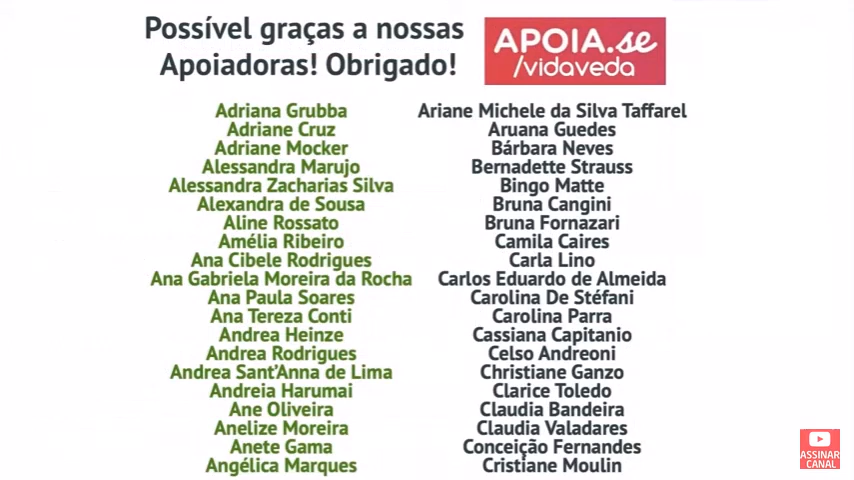 Possível graças a nossas
Apoiadoras! Obrigado!
APOIA.se
/vidaveda
Adriana Grubba
Adriane Cruz
Adriane Mocker
Alessandra Marujo
Alessandra Zacharias Silva
Alexandra de Sousa
Aline Rossato
Amélia Ribeiro
Ana Cibele Rodrigues
Ana Gabriela Moreira da Rocha
Ana Paula Soares
Ana Tereza Conti
Andrea Heinze
Andrea Rodrigues
Andrea Sant'Anna de Lima
Andreia Harumai
Ane Oliveira
Anelize Moreira
Anete Gama
Angélica Marques
Ariane Michele da Silva Taffarel
Aruana Guedes
Bárbara Neves
Bernadette Strauss
Bingo Matte
Bruna Cangini
Bruna Fornazari
Camila Caires
Carla Lino
Carlos Eduardo de Almeida
Carolina De Stéfani
Carolina Parra
Cassiana Capitanio
Celso Andreoni
Christiane Ganzo
Clarice Toledo
Claudia Bandeira
Claudia Valadares
Conceição Fernandes
Cristiane Moulin
ASSINAR
CANAL